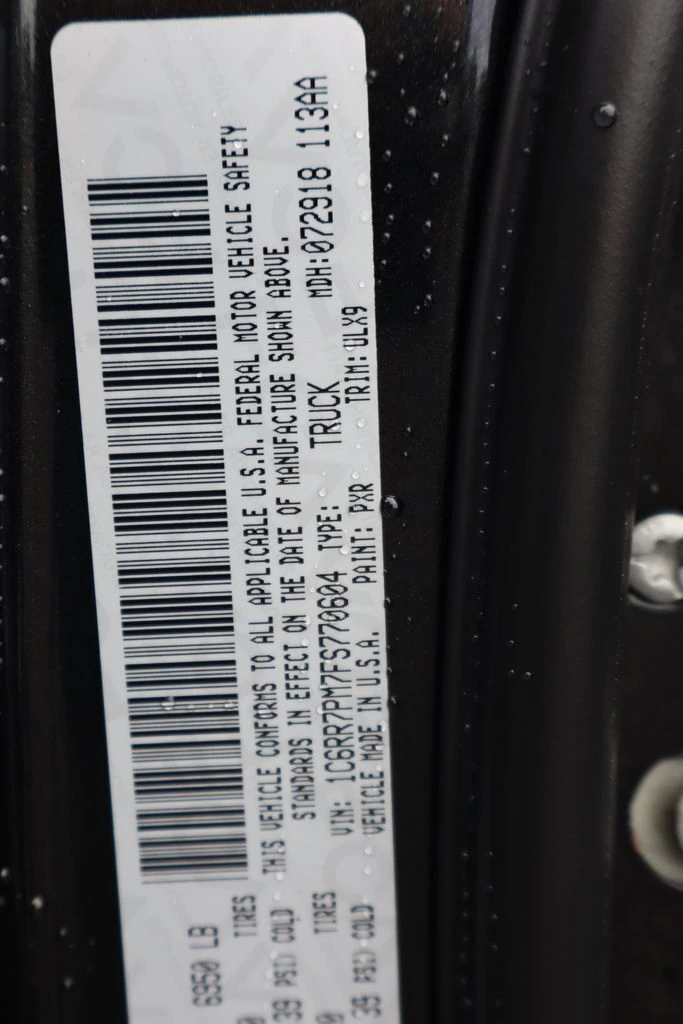 6950 LB
TIRES
39 PSI) COLD
TIRES
39 PSI) COLD
THIS VEHICLE CONFORMS TO ALL APPLICABLE U.S.A. FEDERAL MOTOR VEHICLE SAFETY
STANDARDS IN EFFECT ON THE DATE OF MANUFACTURE SHOWN ABOVE.
VIN: 1C6RR7PM7FS770604 TYPE: TRUCK MDH:072918 113AA
VEHICLE MADE IN U.S.A. PAINT: PXR TRIM: ULX9